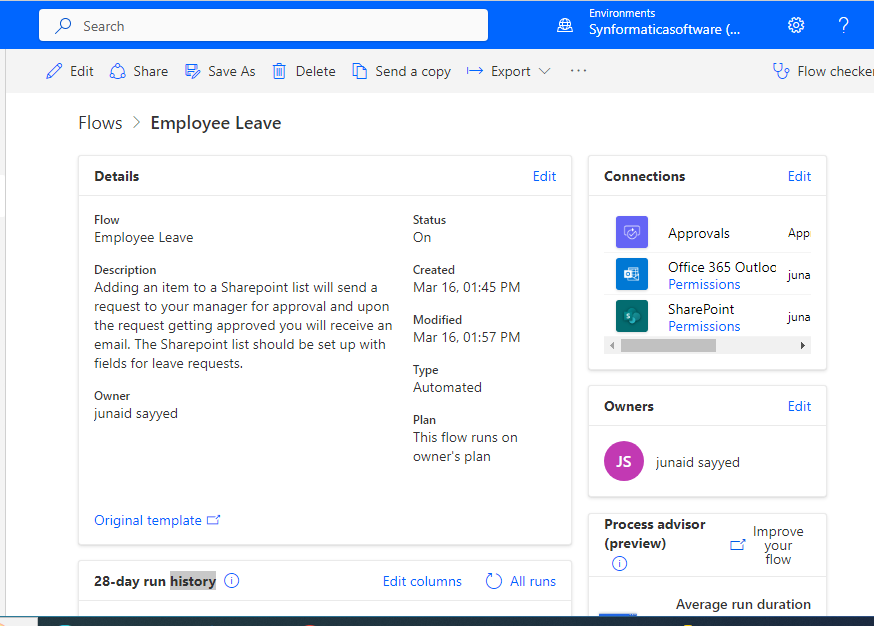 Search
Environments
Synformaticasoftware (...
?
Edit
Share
Save As
Delete
Send a copy
Export
...
Flow checker
Flows > Employee Leave
Details
Edit
Flow
Employee Leave
Description
Adding an item to a Sharepoint list will send a
request to your manager for approval and upon
the request getting approved you will receive an
email. The Sharepoint list should be set up with
fields for leave requests.
Owner
junaid sayyed
Status
On
Created
Mar 16, 01:45 PM
Modified
Mar 16, 01:57 PM
Type
Automated
Plan
This flow runs on
owner's plan
Original template
28-day run history
Edit columns
All runs
Connections
Edit
Approvals
App
Office 365 Outloc
Permissions
juna
SharePoint
Permissions
juna
Owners
Edit
JS
junaid sayyed
Process advisor
(preview)
Improve
your
flow
Average run duration